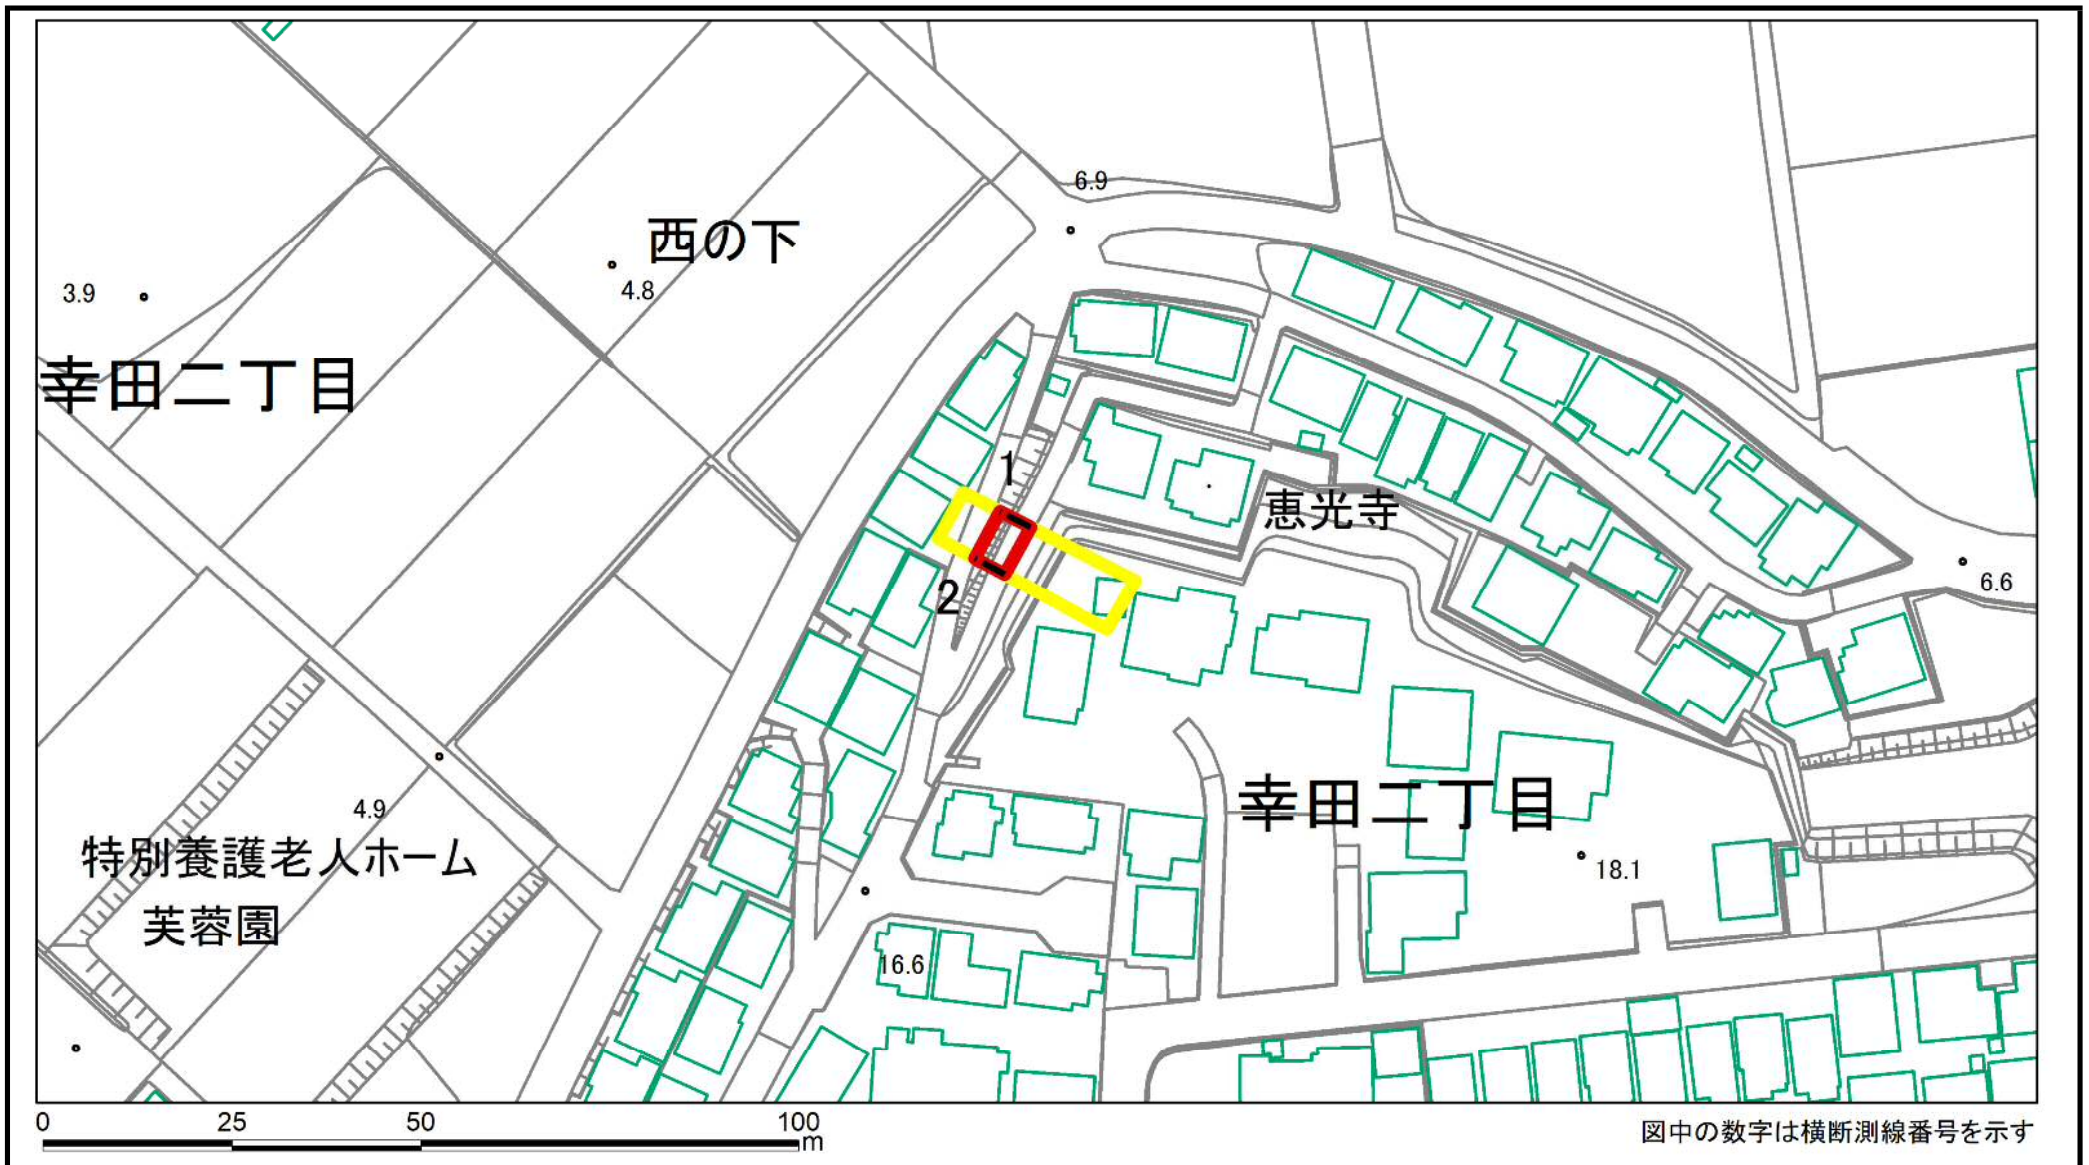 6.9
西の下
3.9
4.8
幸田二丁目
1
恵光寺
2
6.6
4.9
幸田二丁目
特別養護老人ホーム
芙蓉園
18.1
16.6
0 25 50 100
m
図中の数字は横断測線番号を示す